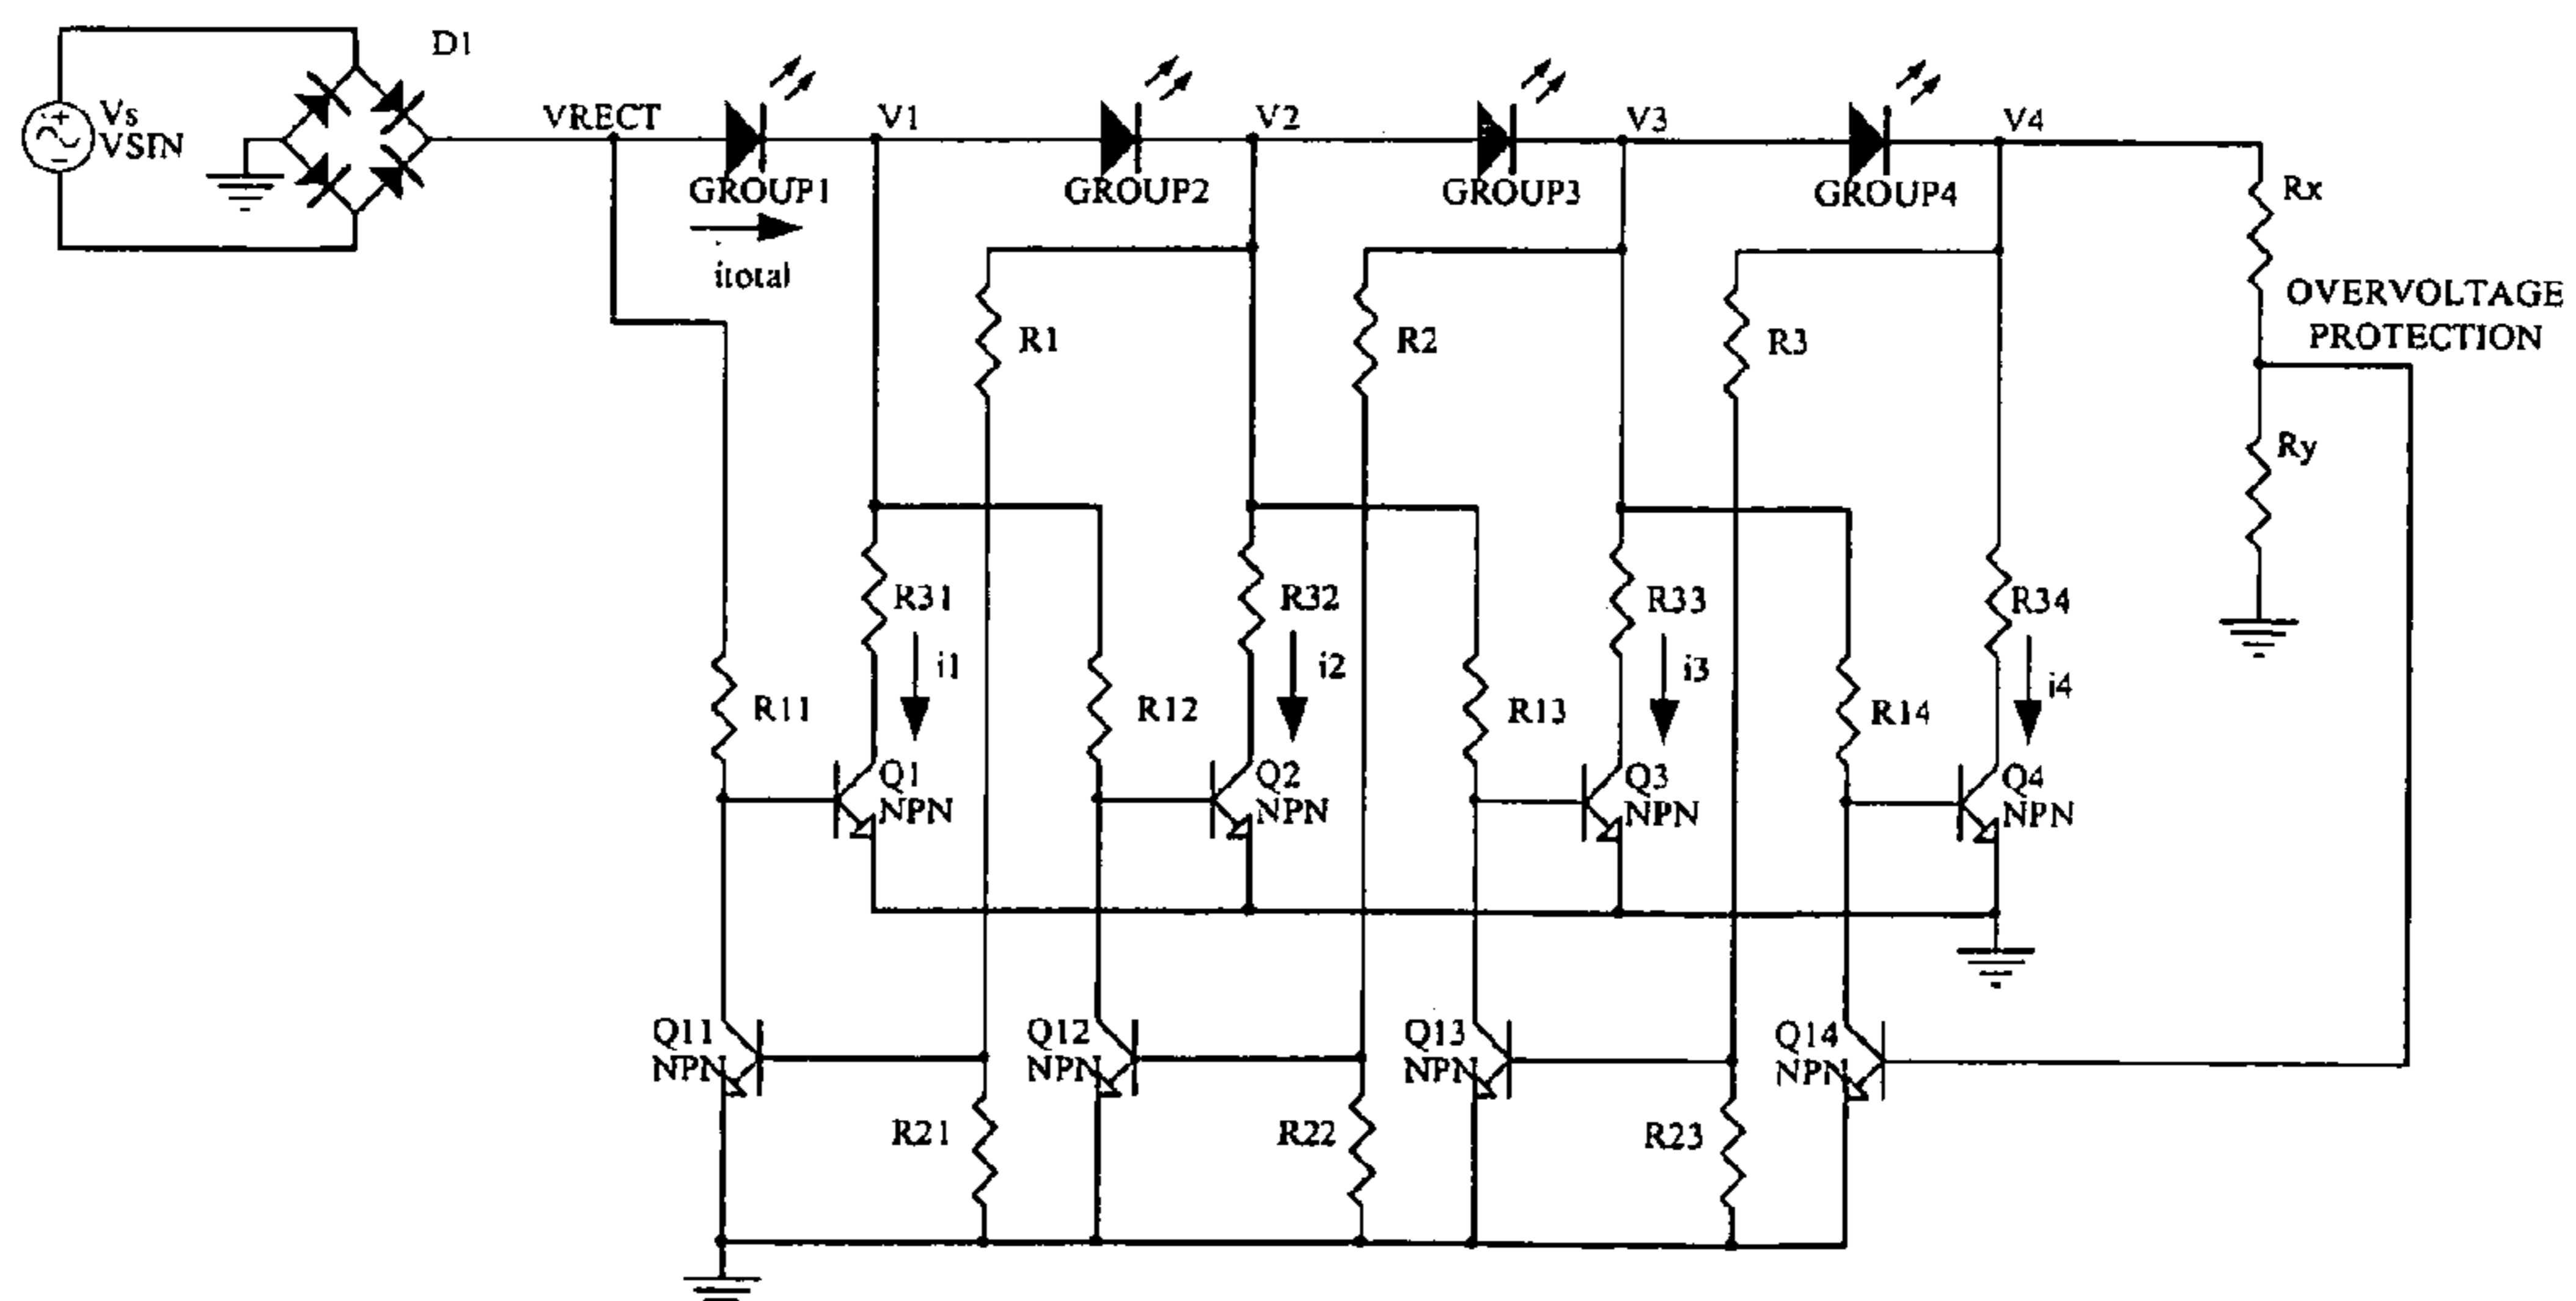 D1
Vs
VSIN
VRECT
V1
V2
V3
V4
GROUP1
GROUP2
GROUP3
GROUP4
itotal
Rx
OVERVOLTAGE
PROTECTION
R1
R2
R3
Ry
R31
R32
R33
R34
i1
i2
i3
i4
R11
R12
R13
R14
Q1
NPN
Q2
NPN
Q3
NPN
Q4
NPN
Q11
NPN
Q12
NPN
Q13
NPN
Q14
NPN
R21
R22
R23